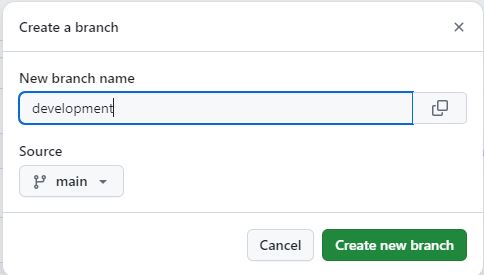 Create a branch
New branch name
development
Source
main
Cancel
Create new branch